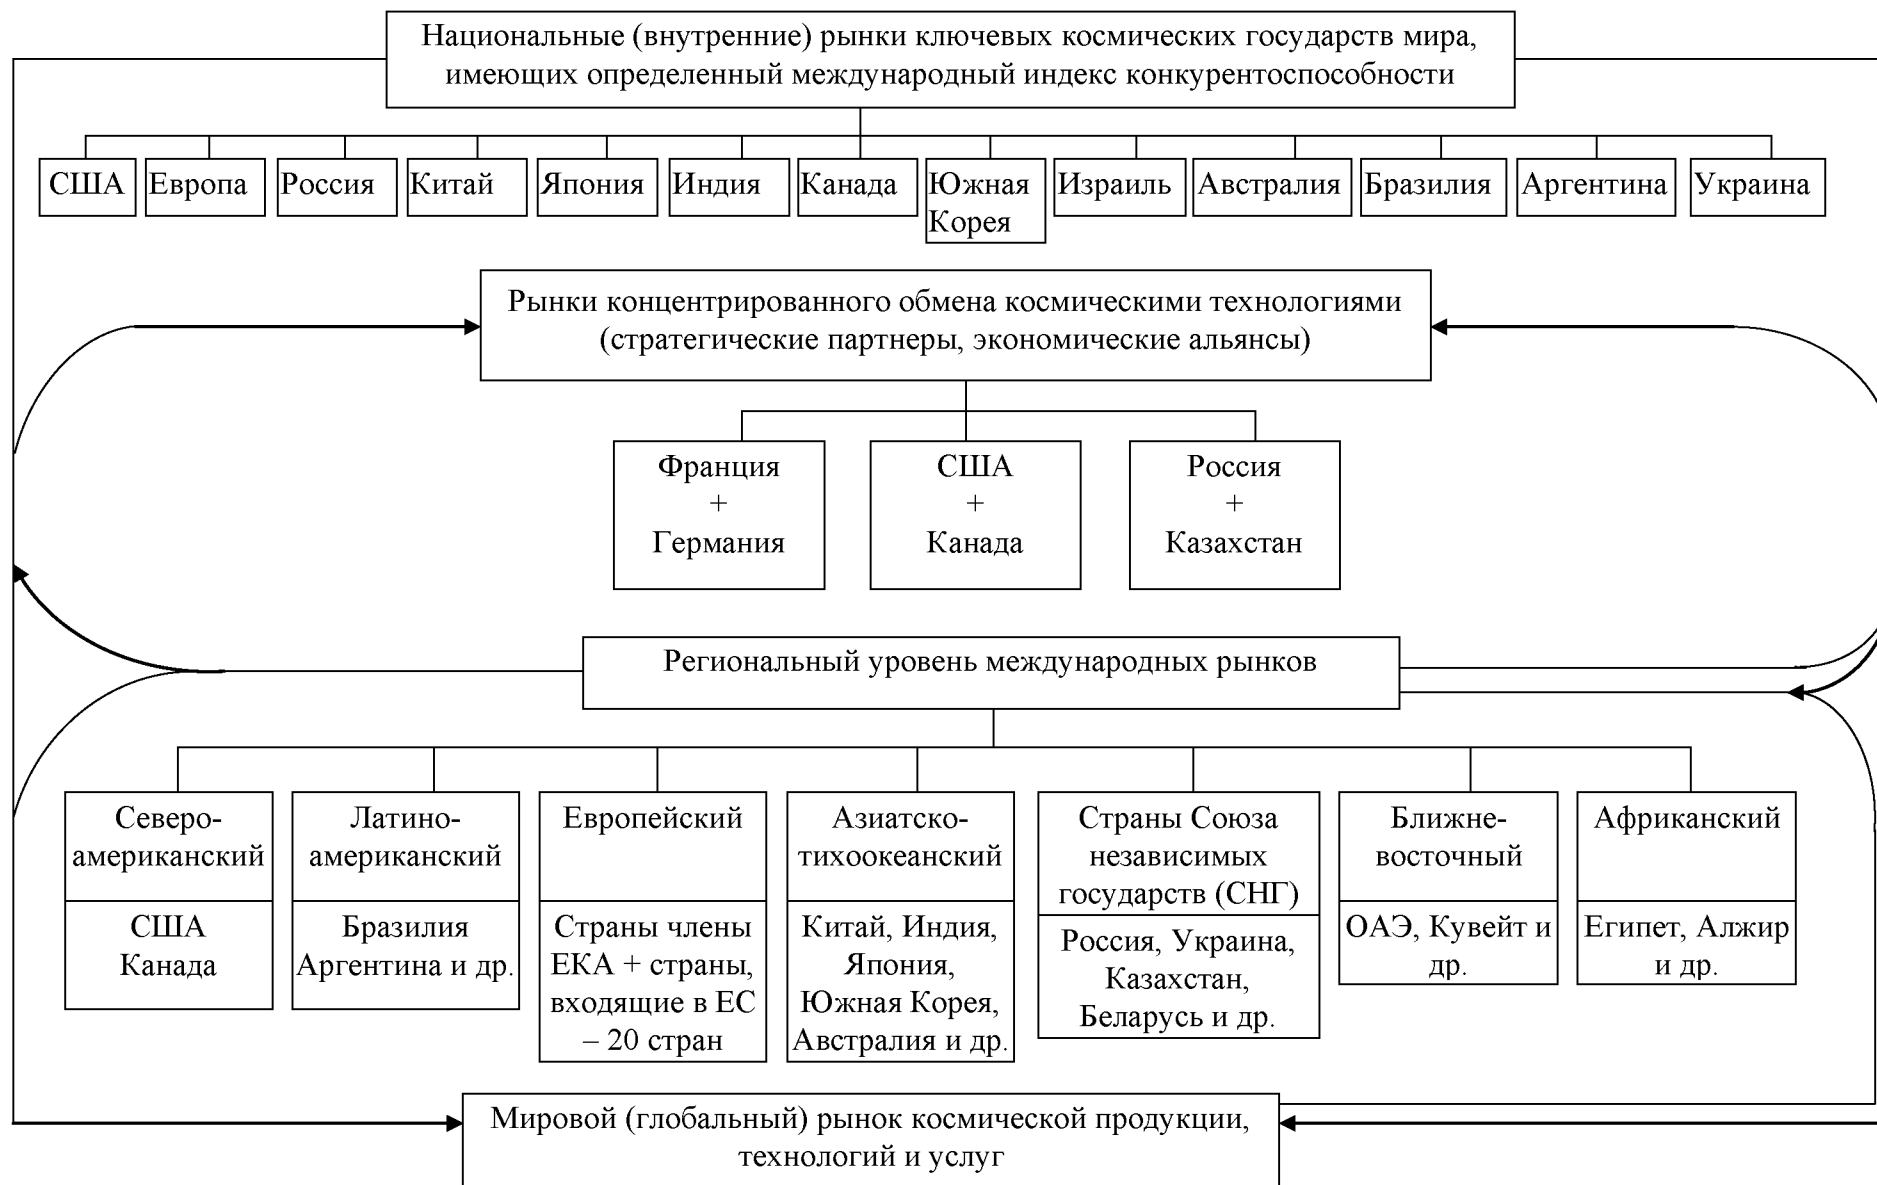 Национальные (внутренние) рынки ключевых космических государств мира,
имеющих определенный международный индекс конкурентоспособности
США
Европа
Россия
Китай
Япония
Индия
Канада
Южная
Корея
Израиль
Австралия
Бразилия
Аргентина
Украина
Рынки концентрированного обмена космическими технологиями
(стратегические партнеры, экономические альянсы)
Франция
+
Германия
США
+
Канада
Россия
+
Казахстан
Региональный уровень международных рынков
Северо-
американский
США
Канада
Латино-
американский
Бразилия
Аргентина и др.
Европейский
Страны члены
ЕКА + страны,
входящие в ЕС
– 20 стран
Азиатско-
тихоокеанский
Китай, Индия,
Япония,
Южная Корея,
Австралия и др.
Страны Союза
независимых
государств (СНГ)
Россия, Украина,
Казахстан,
Беларусь и др.
Ближне-
восточный
ОАЭ, Кувейт и
др.
Африканский
Египет, Алжир
и др.
Мировой (глобальный) рынок космической продукции,
технологий и услуг